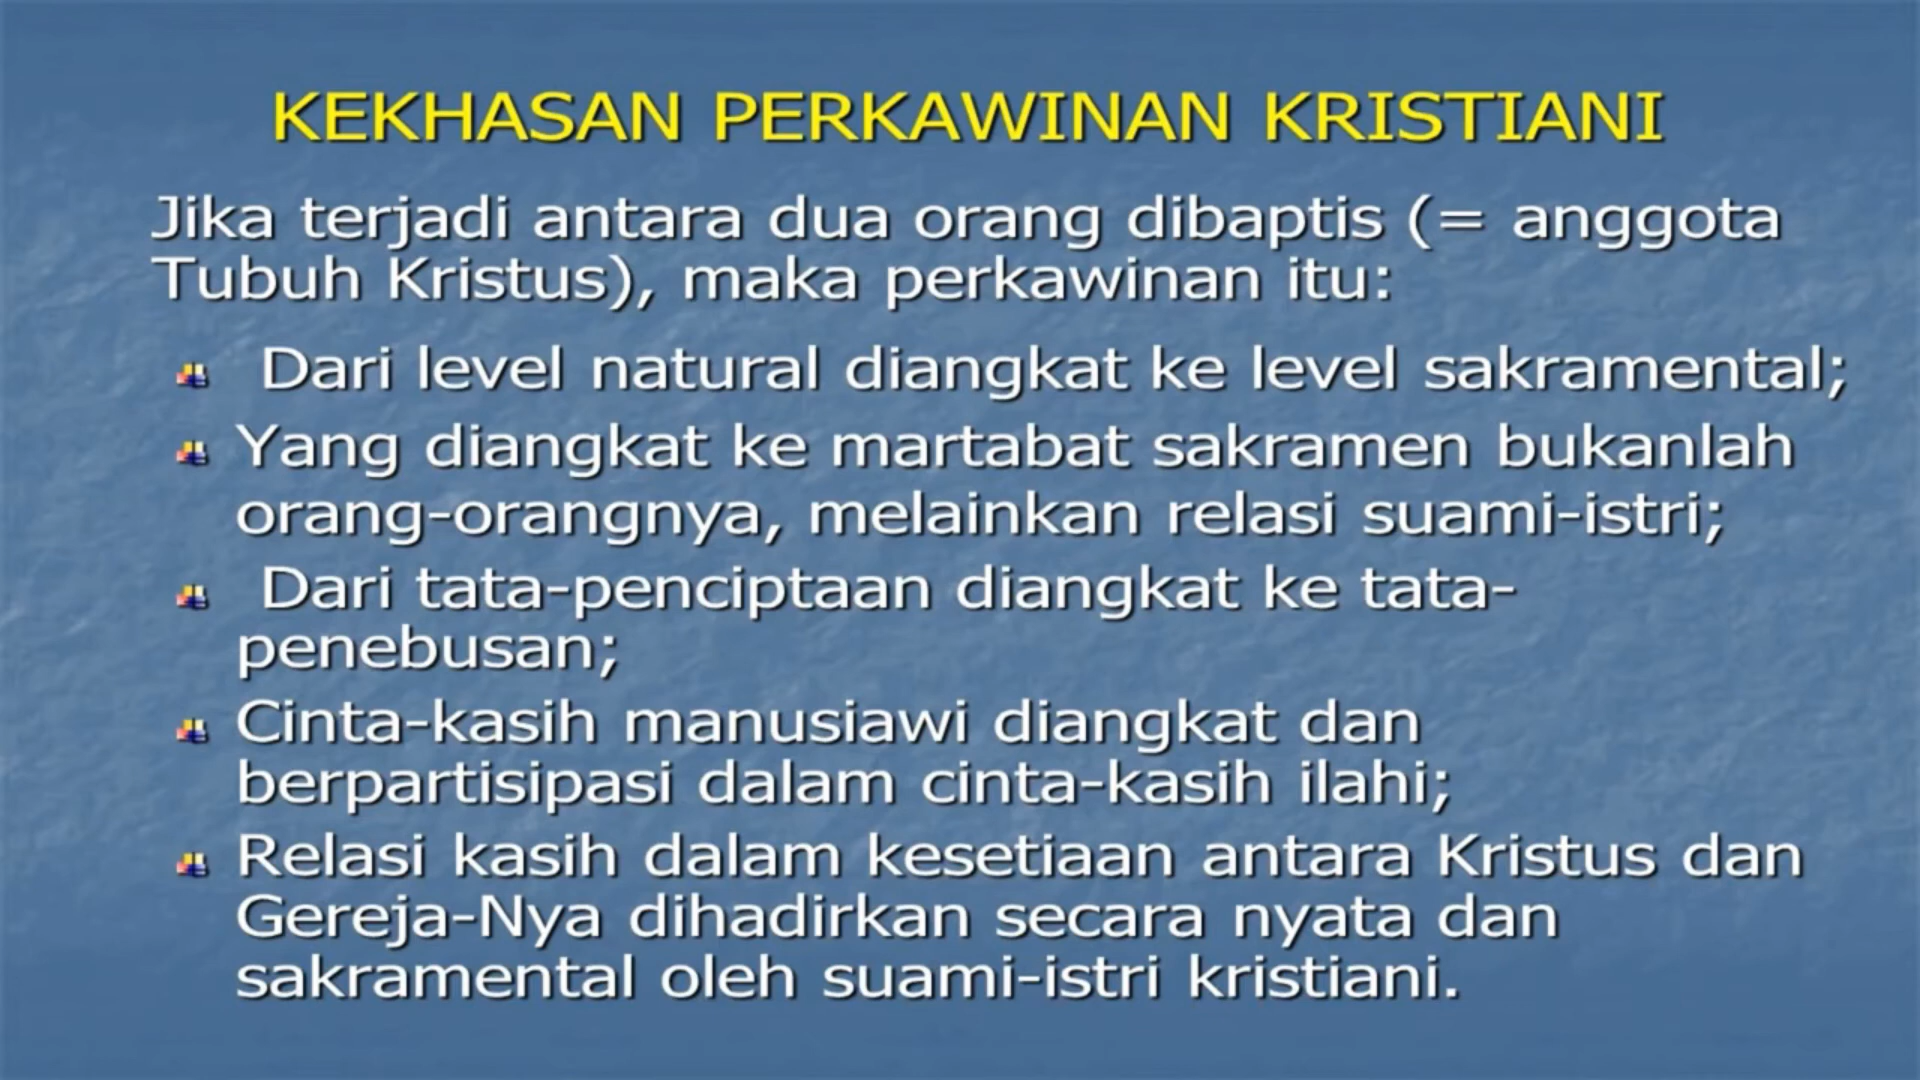 KEKHASAN PERKAWINAN KRISTIANI
Jika terjadi antara dua orang dibaptis (= anggota
Tubuh Kristus), maka perkawinan itu:
Dari level natural diangkat ke level sakramental;
Yang diangkat ke martabat sakramen bukanlah
orang-orangnya, melainkan relasi suami-istri;
Dari tata-penciptaan diangkat ke tata-
penebusan;
Cinta-kasih manusiawi diangkat dan
berpartisipasi dalam cinta-kasih ilahi;
Relasi kasih dalam kesetiaan antara Kristus dan
Gereja-Nya dihadirkan secara nyata dan
sakramental oleh suami-istri kristiani.